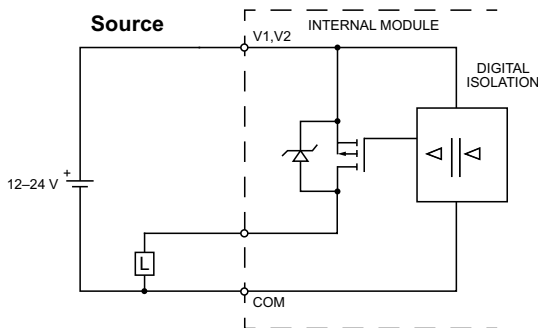 Source
INTERNAL MODULE
V1,V2
DIGITAL
ISOLATION
+
12–24 V
L
COM